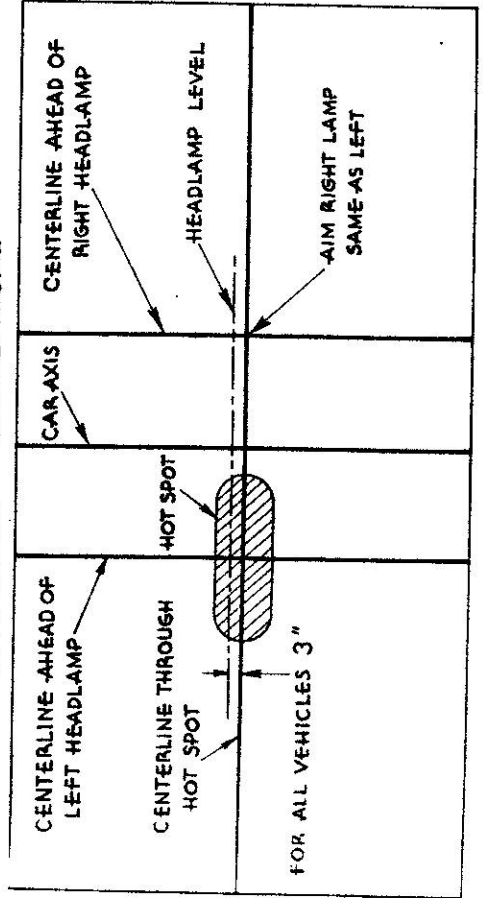 CENTERLINE AHEAD OF
LEFT HEADLAMP
CAR AXIS
CENTERLINE AHEAD OF
RIGHT HEADLAMP
HOT SPOT
HEADLAMP LEVEL
CENTERLINE THROUGH
HOT SPOT
AIM RIGHT LAMP
SAME AS LEFT
FOR ALL VEHICLES 3"